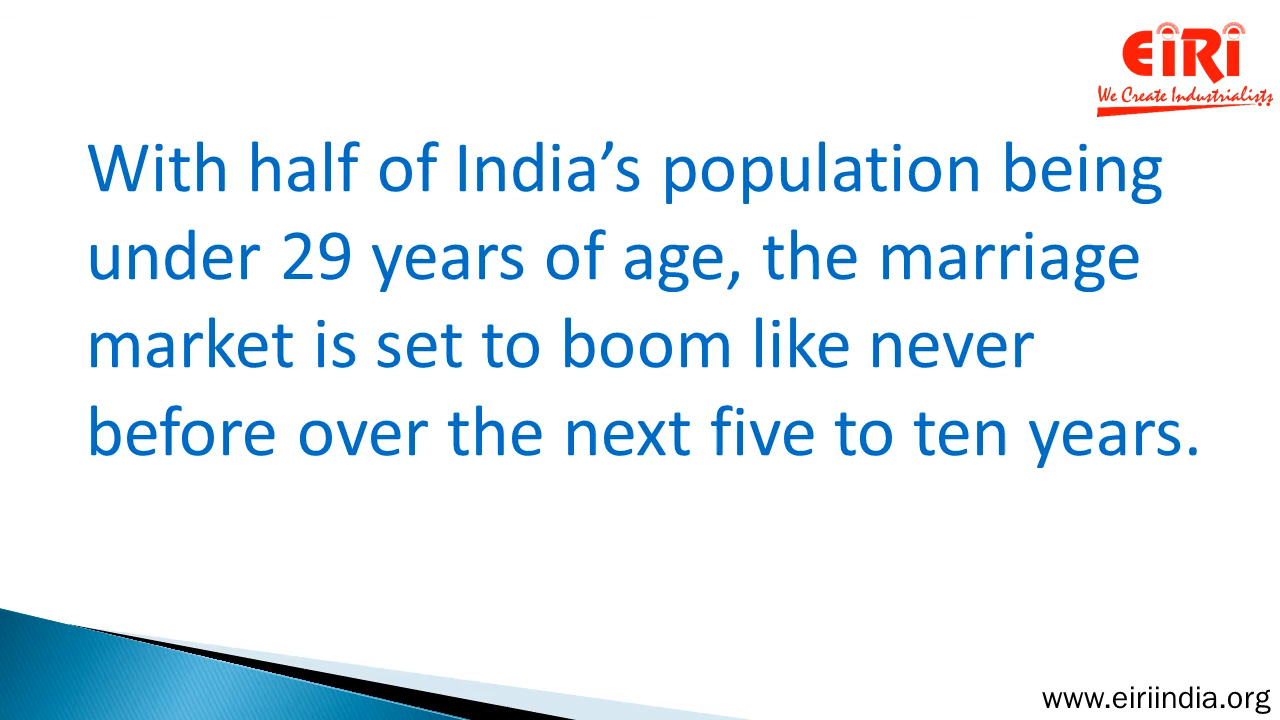 EiRi
We Create Industrialists
With half of India’s population being
under 29 years of age, the marriage
market is set to boom like never
before over the next five to ten years.
www.eiriindia.org